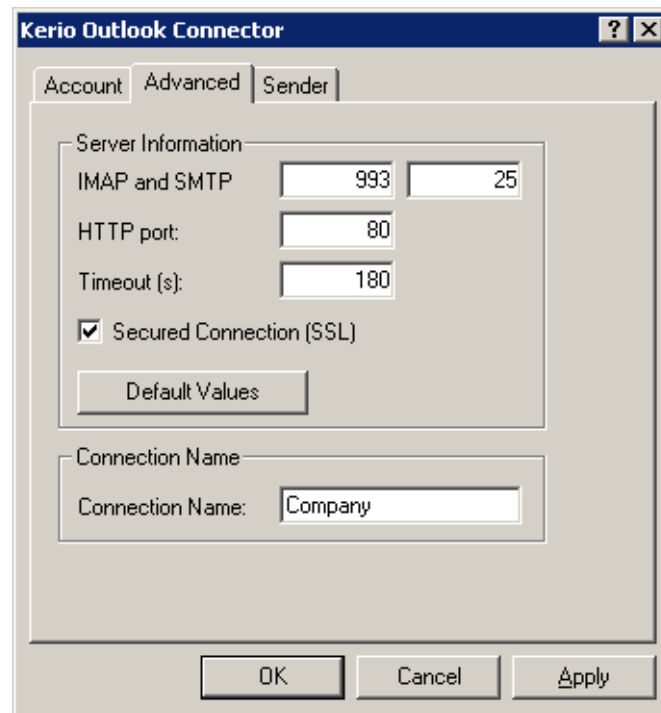 Kerio Outlook Connector
Account Advanced Sender
Server Information
IMAP and SMTP 993 25
HTTP port: 80
Timeout (s): 180
Secured Connection (SSL)
Default Values
Connection Name
Connection Name: Company
OK Cancel Apply